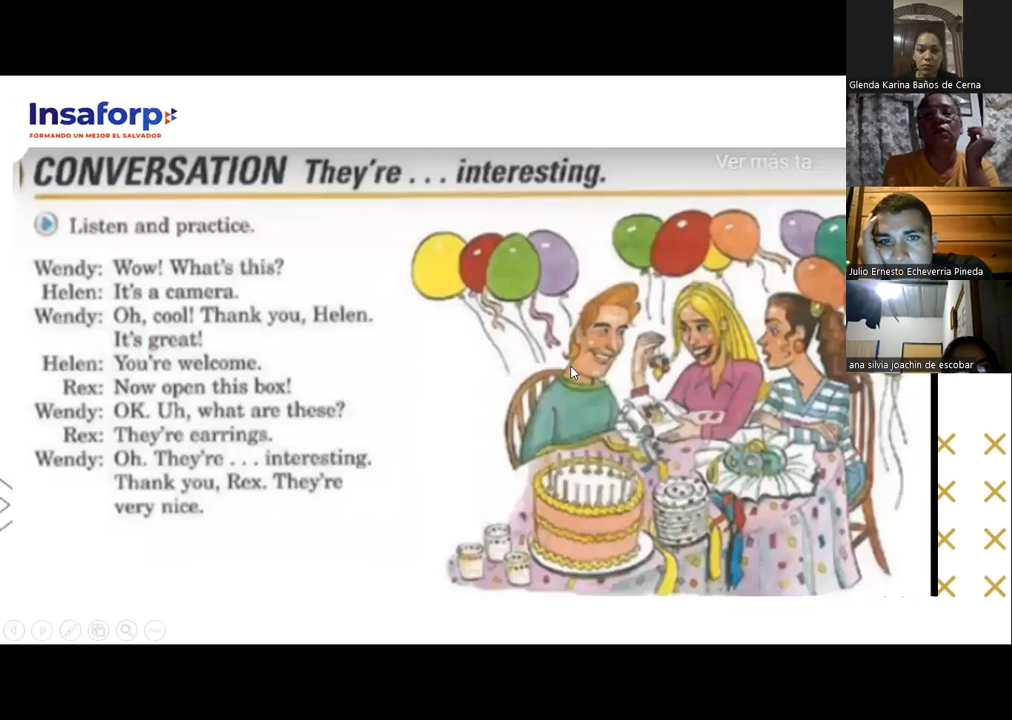 Insaforp
FORMANDO UN MEJOR EL SALVADOR
CONVERSATION They're . . . interesting.
Ver más ta
Listen and practice.
Wendy: Wow! What's this?
Helen: It's a camera.
Wendy: Oh, cool! Thank you, Helen.
It's great!
Helen: You're welcome.
Rex: Now open this box!
Wendy: OK. Uh, what are these?
Rex: They're earrings.
Wendy: Oh. They're . . . interesting.
Thank you, Rex. They're
very nice.
Glenda Karina Baños de Cerna
Julio Ernesto Echeverria Pineda
ana silvia joachin de escobar